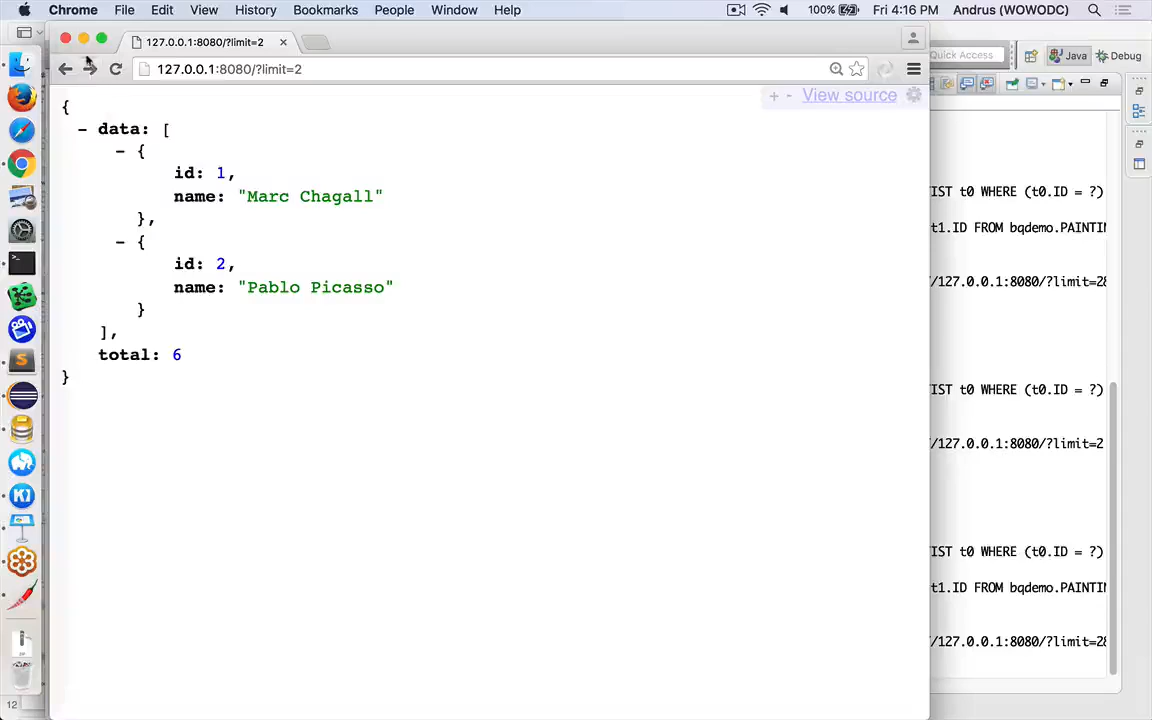 Chrome File Edit View History Bookmarks People Window Help 100% Fri 4:16 PM Andrus (WOWODC)
127.0.0.1:8080/?limit=2
127.0.0.1:8080/?limit=2
Quick Access Java Debug
+ - View source
{
- data: [
- {
id: 1,
name: "Marc Chagall"
},
- {
id: 2,
name: "Pablo Picasso"
}
],
total: 6
}
IST t0 WHERE (t0.ID = ?)
t1.ID FROM bqdemo.PAINTIN
/127.0.0.1:8080/?limit=2&
IST t0 WHERE (t0.ID = ?)
/127.0.0.1:8080/?limit=2
IST t0 WHERE (t0.ID = ?)
t1.ID FROM bqdemo.PAINTIN
/127.0.0.1:8080/?limit=2&
12